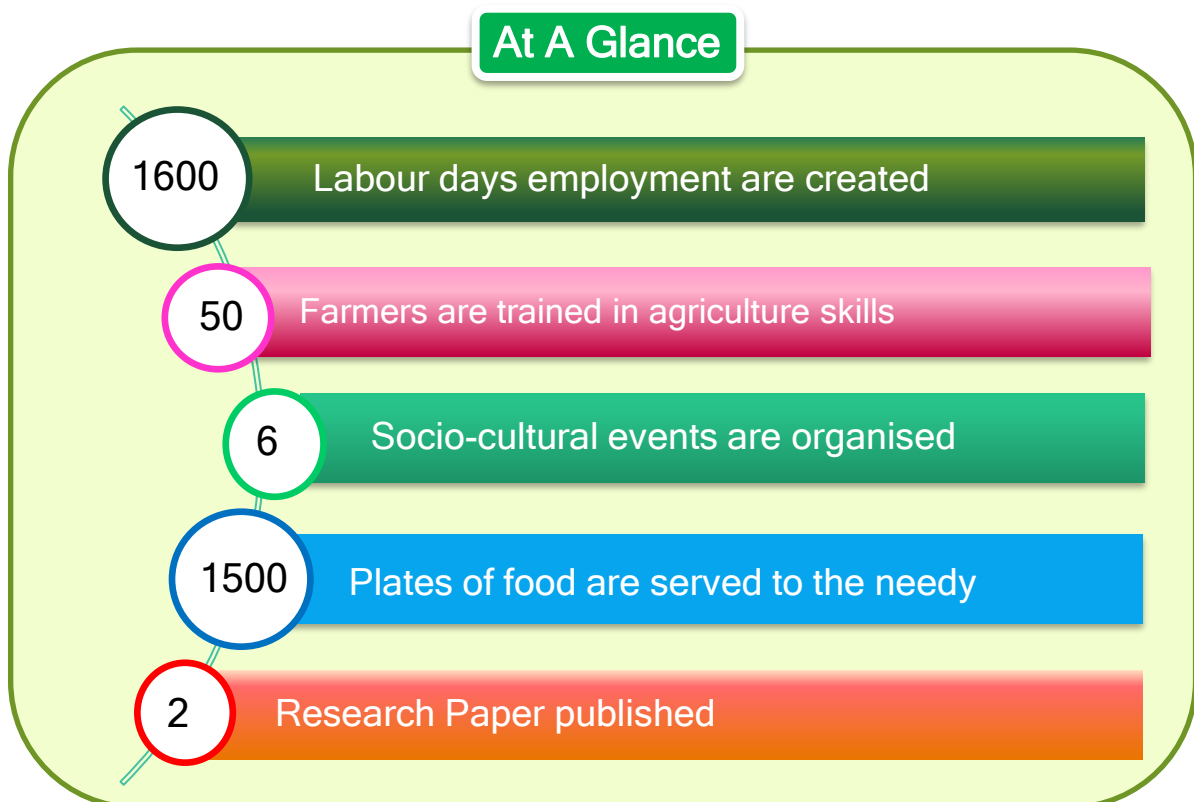 At A Glance
1600
Labour days employment are created
50
Farmers are trained in agriculture skills
6
Socio-cultural events are organised
1500
Plates of food are served to the needy
2
Research Paper published